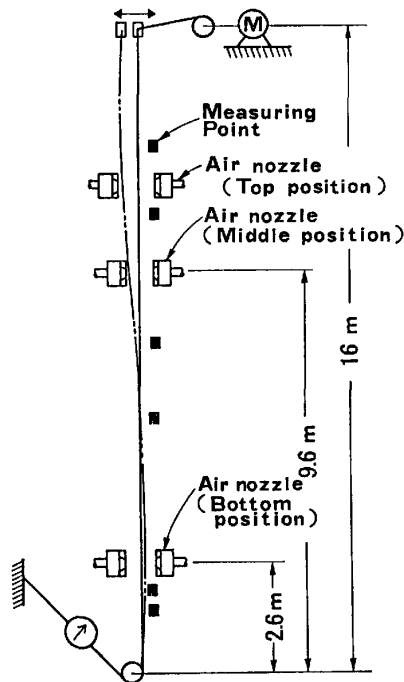 M
Measuring
Point
Air nozzle
(Top position)
Air nozzle
(Middle position)
16 m
9.6 m
Air nozzle
(Bottom
position)
2.6 m